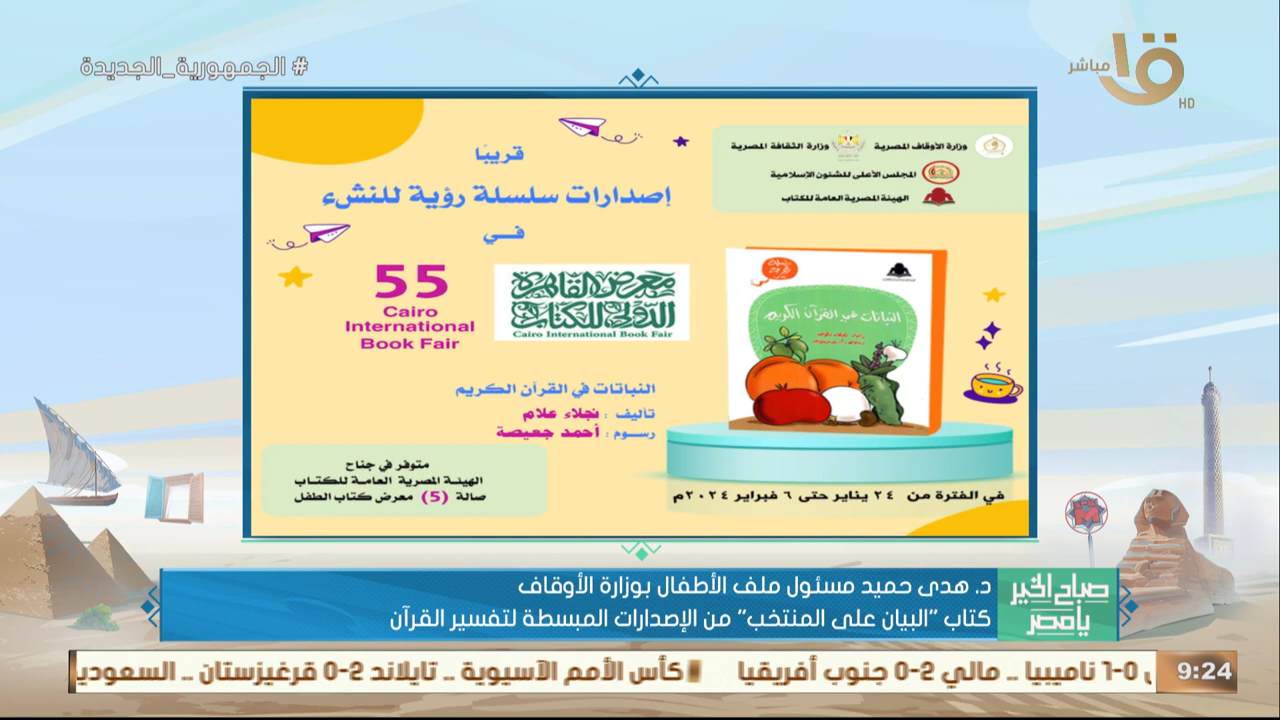 # الجمهورية_الجديدة
مباشر
HD
وزارة الأوقاف المصرية
وزارة الثقافة المصرية
المجلس الأعلى للشئون الإسلامية
الهيئة المصرية العامة للكتاب
قريبًا
إصدارات سلسلة رؤية للنشء
في
معرض القاهرة
الدولي للكتاب
Cairo International Book Fair
55
Cairo
International
Book Fair
النباتات في القرآن الكريم
النباتات في القرآن الكريم
تأليف : نجلاء علام
رسوم : أحمد جعيصة
متوفر في جناح
الهيئة المصرية العامة للكتاب
صالة (5) معرض كتاب الطفل
في الفترة من ٢٤ يناير حتى ٦ فبراير ٢٠٢٤م
صباح الخير
يا مصر
د. هدى حميد مسئول ملف الأطفال بوزارة الأوقاف
كتاب "البيان على المنتخب" من الإصدارات المبسطة لتفسير القرآن
9:24
0-1 ناميبيا .. مالي 2-0 جنوب أفريقيا كأس الأمم الآسيوية .. تايلاند 2-0 قرغيزستان .. السعودي